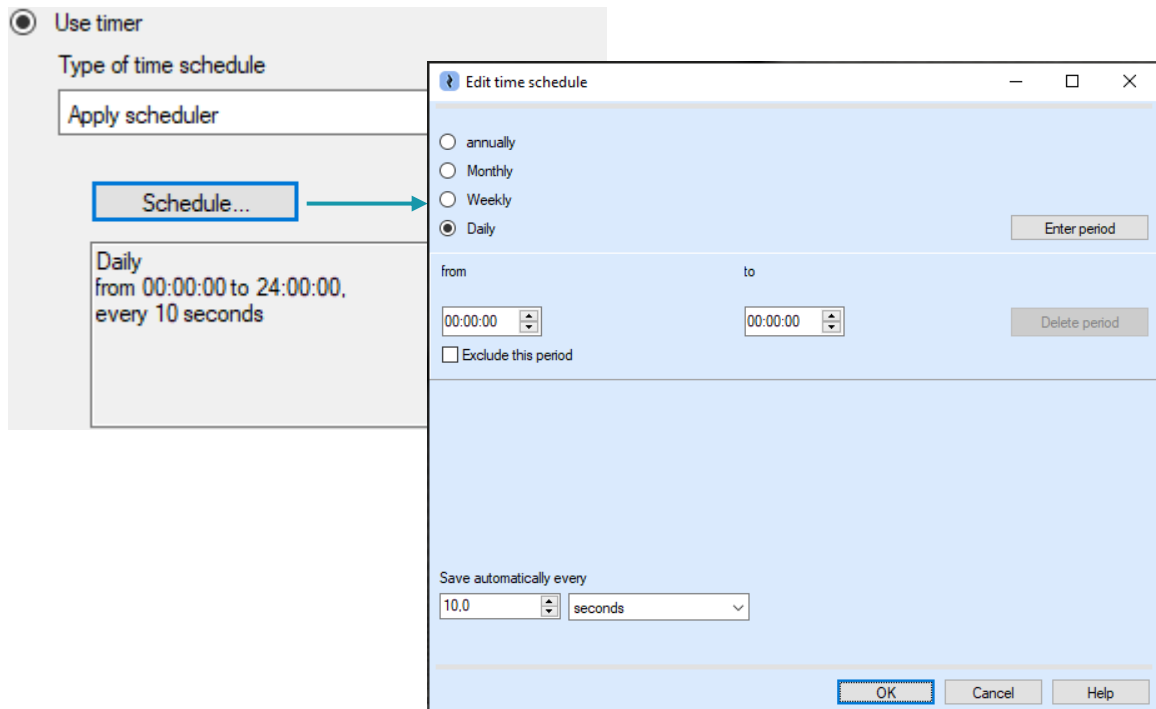 Use timer
Type of time schedule
Apply scheduler
Schedule...
Daily
from 00:00:00 to 24:00:00,
every 10 seconds
Edit time schedule
annually
Monthly
Weekly
Daily
Enter period
from to
00:00:00 00:00:00 Delete period
Exclude this period
Save automatically every
10,0 seconds
OK Cancel Help